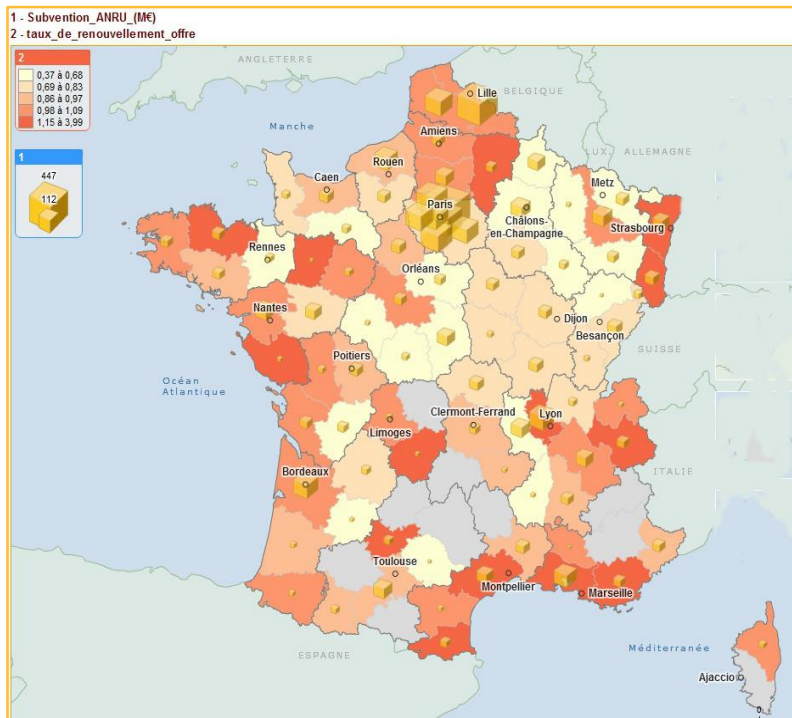 1 - Subvention_ANRU_(M€)
2 - taux_de_renouvellement_offre
2
0,37 à 0,68
0,69 à 0,83
0,86 à 0,97
0,98 à 1,09
1,15 à 3,99
1
447
112
ANGLETERRE
BELGIQUE
Lille
Manche
Amiens
LUX.
ALLEMAGNE
Rouen
Caen
Metz
Paris
Châlons
-en-Champagne
Strasbourg
Rennes
Orléans
Nantes
Dijon
Besançon
SUISSE
Poitiers
Océan
Atlantique
Clermont-Ferrand
Lyon
Limoges
ITALIE
Bordeaux
Toulouse
Montpellier
Marseille
ESPAGNE
Méditerranée
Ajaccio
0